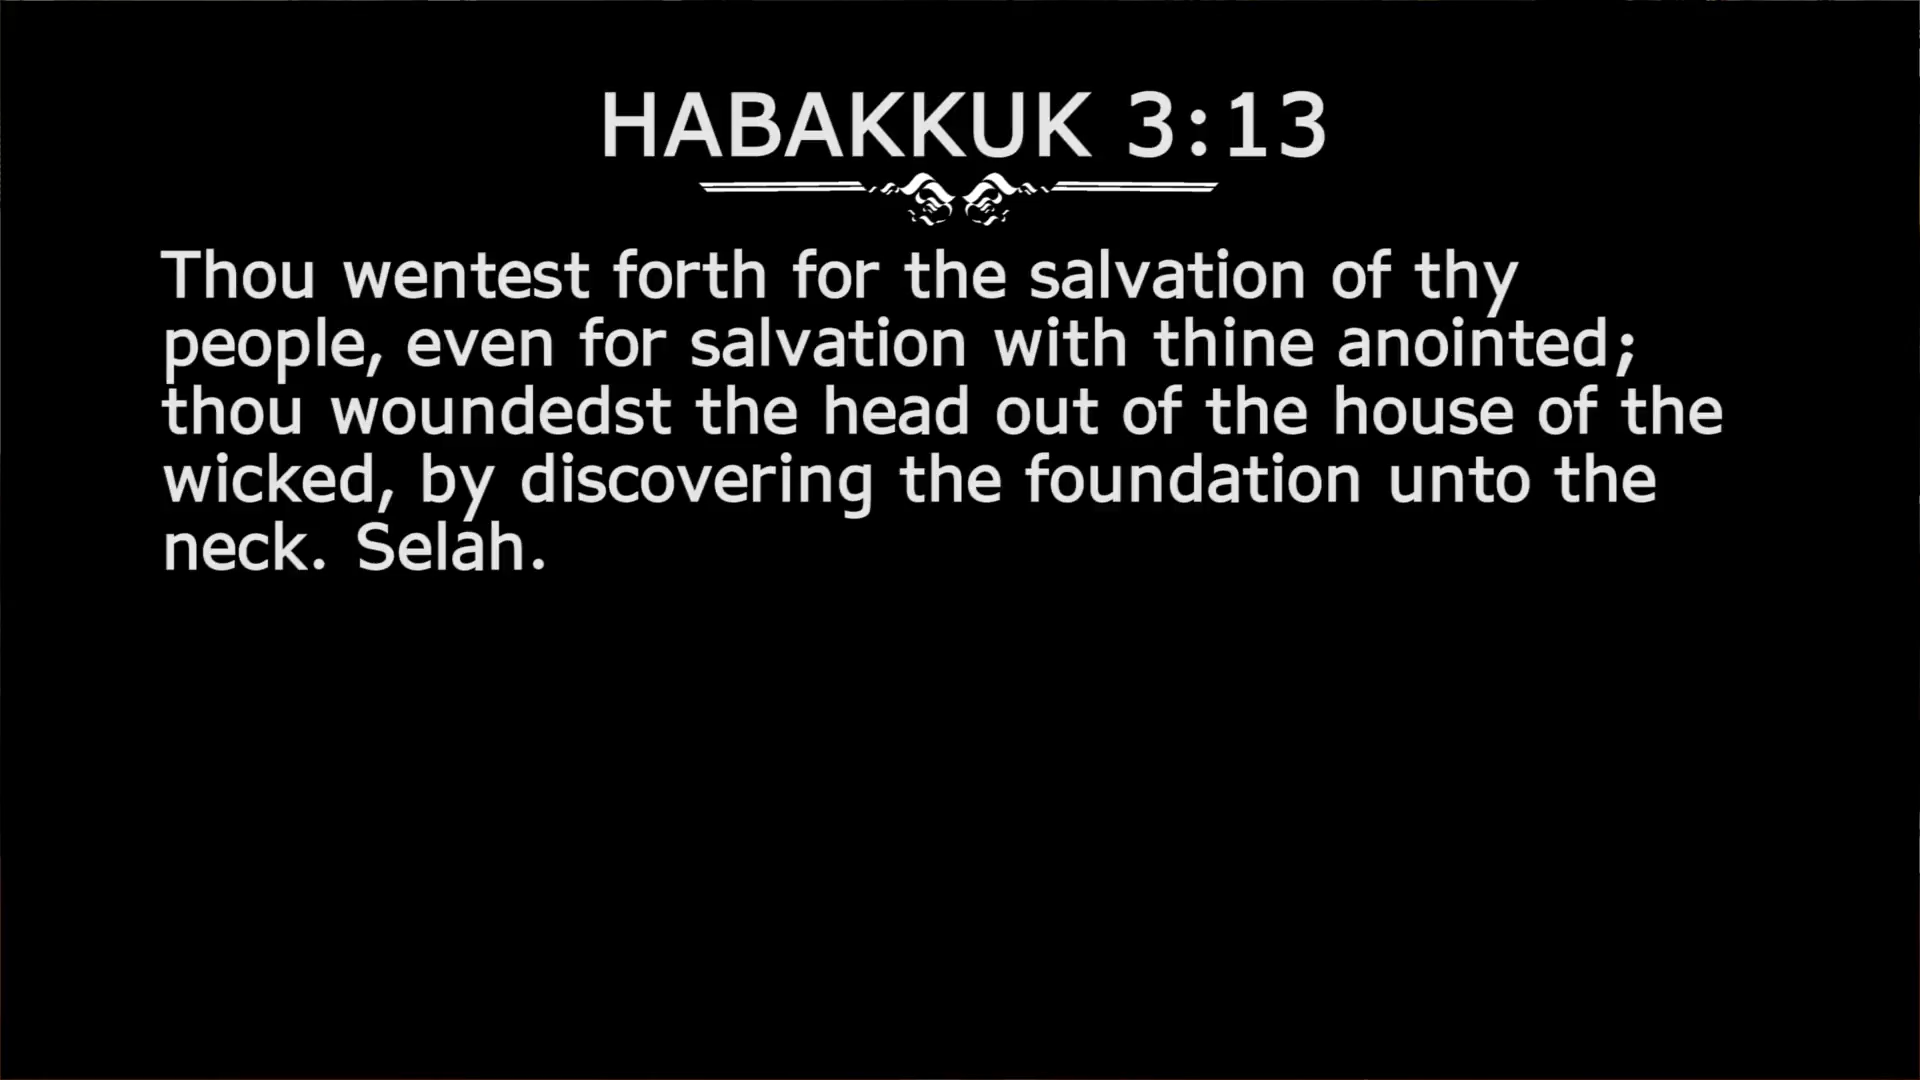 HABAKKUK 3:13
Thou wentest forth for the salvation of thy
people, even for salvation with thine anointed;
thou woundedst the head out of the house of the
wicked, by discovering the foundation unto the
neck. Selah.